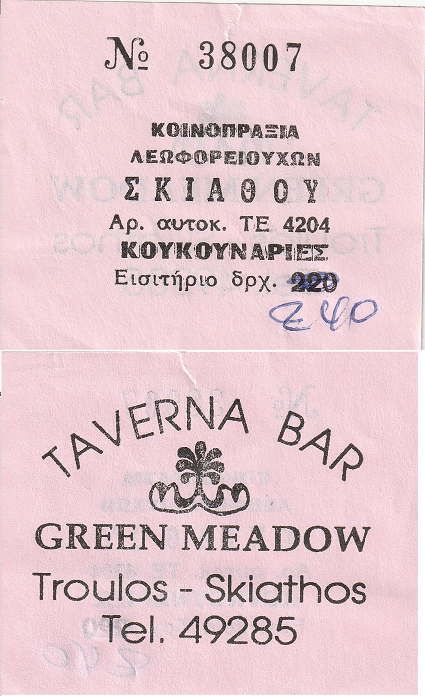 № 38007
ΚΟΙΝΟΠΡΑΞΙΑ
ΛΕΩΦΟΡΕΙΟΥΧΩΝ
ΣΚΙΑΘΟΥ
Αρ. αυτοκ. ΤΕ 4204
ΚΟΥΚΟΥΝΑΡΙΕΣ
Εισιτήριο δρχ. 220
240
TAVERNA BAR
GREEN MEADOW
Troulos - Skiathos
Tel. 49285